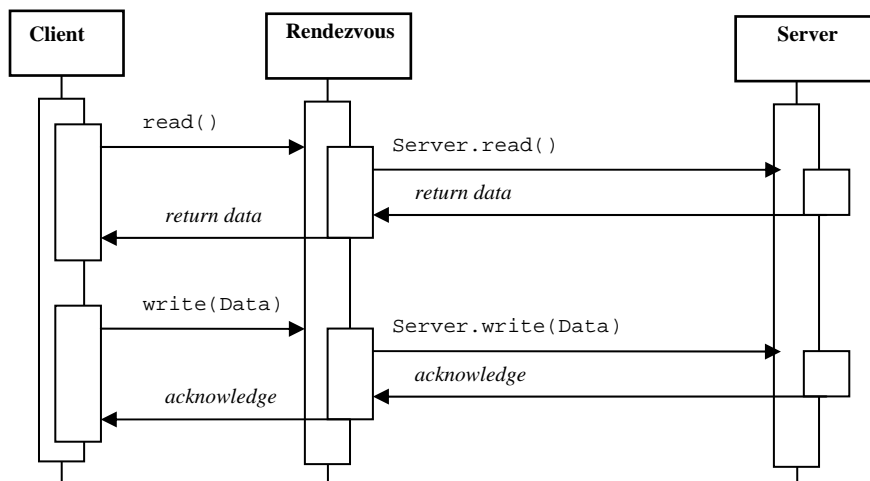 Client
Rendezvous
Server
read()
Server.read()
return data
return data
write(Data)
Server.write(Data)
acknowledge
acknowledge